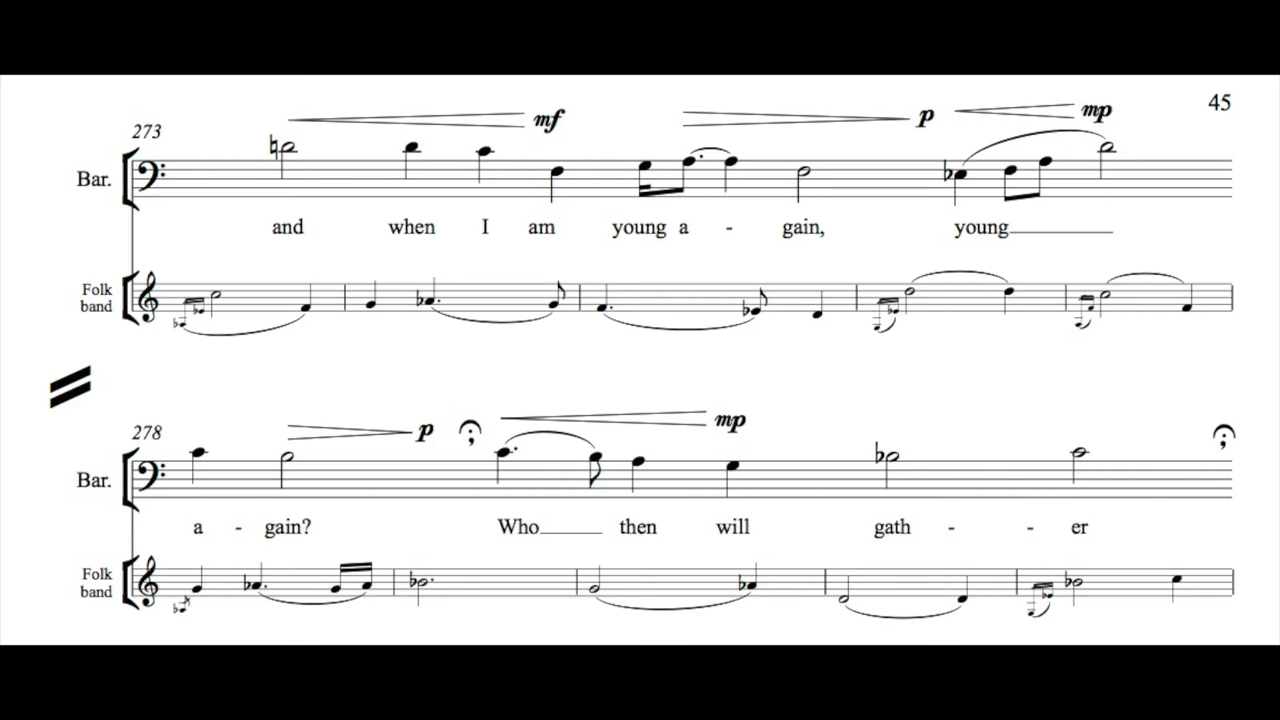 45
273 mf p mp
Bar.
and when I am young a - gain, young
Folk
band
278 p mp
Bar.
a - gain? Who then will gath - - er
Folk
band